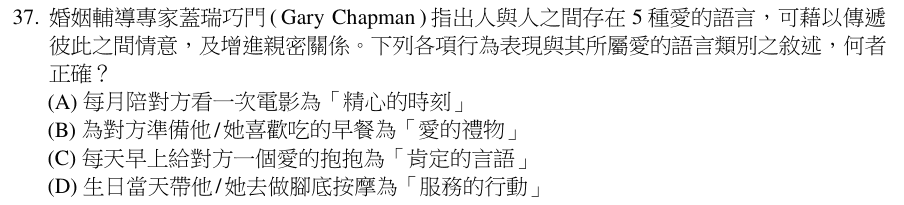 37. 婚姻輔導專家蓋瑞巧門 ( Gary Chapman ) 指出人與人之間存在 5 種愛的語言，可藉以傳遞
彼此之間情意，及增進親密關係。下列各項行為表現與其所屬愛的語言類別之敘述，何者
正確？
(A) 每月陪對方看一次電影為「精心的時刻」
(B) 為對方準備他/她喜歡吃的早餐為「愛的禮物」
(C) 每天早上給對方一個愛的抱抱為「肯定的言語」
(D) 生日當天帶他/她去做腳底按摩為「服務的行動」